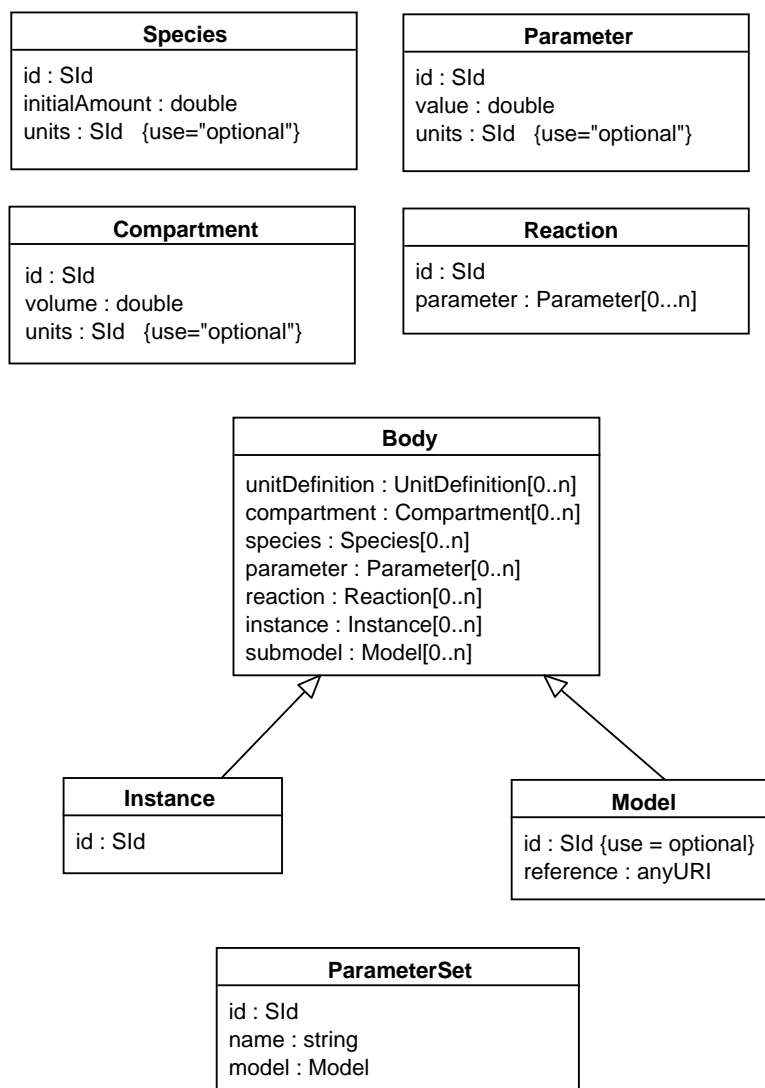 Species
id : SId
initialAmount : double
units : SId {use="optional"}
Parameter
id : SId
value : double
units : SId {use="optional"}
Compartment
id : SId
volume : double
units : SId {use="optional"}
Reaction
id : SId
parameter : Parameter[0...n]
Body
unitDefinition : UnitDefinition[0..n]
compartment : Compartment[0..n]
species : Species[0..n]
parameter : Parameter[0..n]
reaction : Reaction[0..n]
instance : Instance[0..n]
submodel : Model[0..n]
Instance
id : SId
Model
id : SId {use = optional}
reference : anyURI
ParameterSet
id : SId
name : string
model : Model